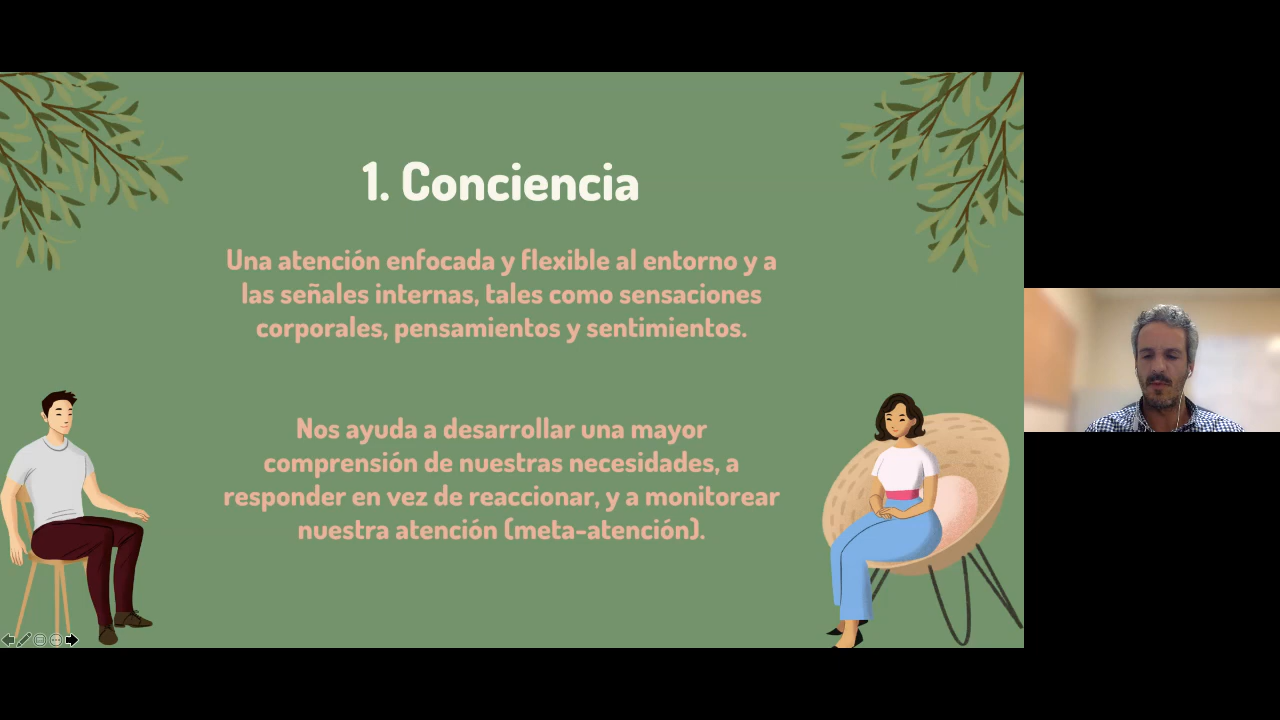 1. Conciencia
Una atención enfocada y flexible al entorno y a
las señales internas, tales como sensaciones
corporales, pensamientos y sentimientos.
Nos ayuda a desarrollar una mayor
comprensión de nuestras necesidades, a
responder en vez de reaccionar, y a monitorear
nuestra atención (meta-atención).